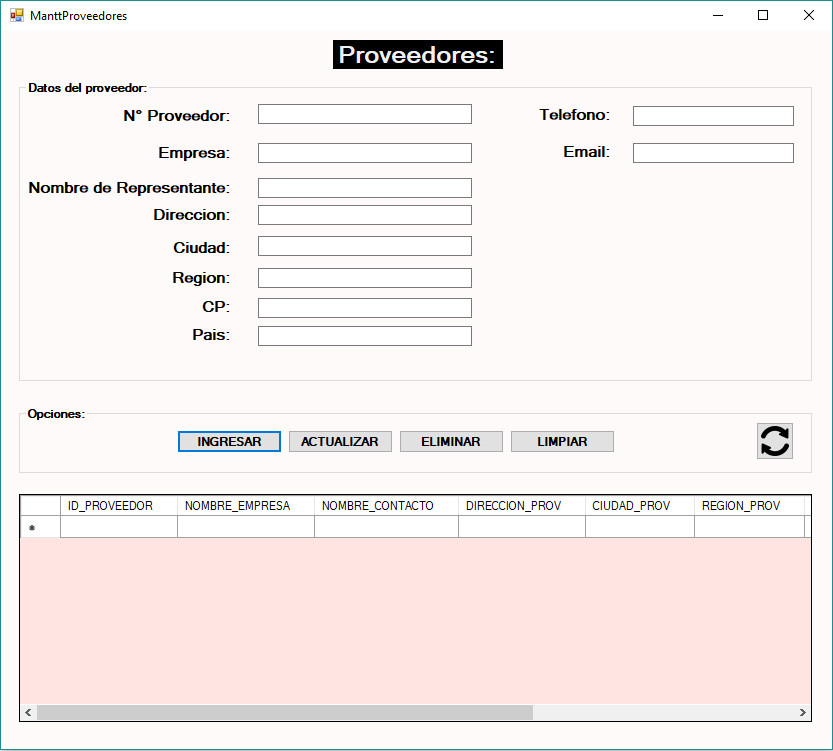 ManttProveedores
Proveedores:
Datos del proveedor:
N° Proveedor:
Telefono:
Empresa:
Email:
Nombre de Representante:
Direccion:
Ciudad:
Region:
CP:
Pais:
Opciones:
INGRESAR ACTUALIZAR ELIMINAR LIMPIAR
ID_PROVEEDOR NOMBRE_EMPRESA NOMBRE_CONTACTO DIRECCION_PROV CIUDAD_PROV REGION_PROV